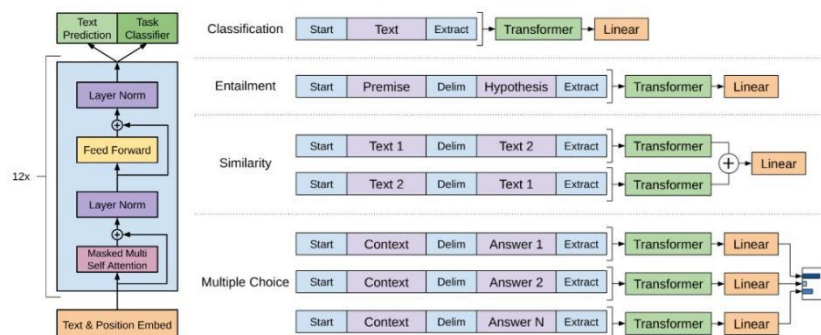 Text Prediction
Task Classifier
12x
Layer Norm
Feed Forward
Layer Norm
Masked Multi
Self Attention
Text & Position Embed
Classification
Start Text Extract
Transformer
Linear
Entailment
Start Premise Delim Hypothesis Extract
Transformer
Linear
Similarity
Start Text 1 Delim Text 2 Extract
Transformer
Start Text 2 Delim Text 1 Extract
Transformer
Linear
Multiple Choice
Start Context Delim Answer 1 Extract
Transformer
Linear
Start Context Delim Answer 2 Extract
Transformer
Linear
Start Context Delim Answer N Extract
Transformer
Linear